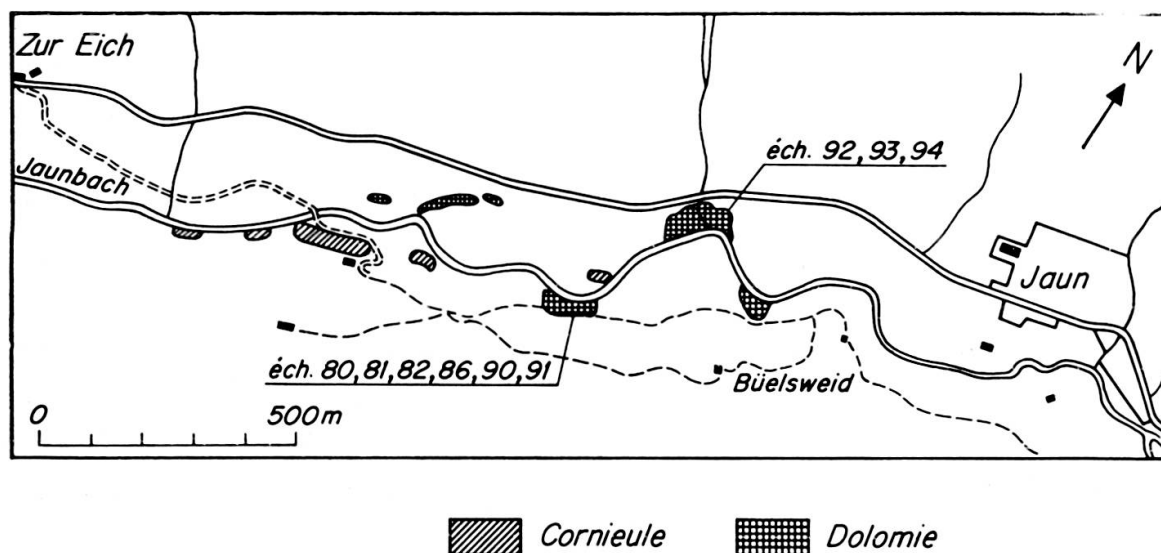 Zur Eich
N
éch. 92,93,94
Jaunbach
Jaun
éch. 80,81,82,86,90,91
Büelsweid
0 500m
Cornieule Dolomie